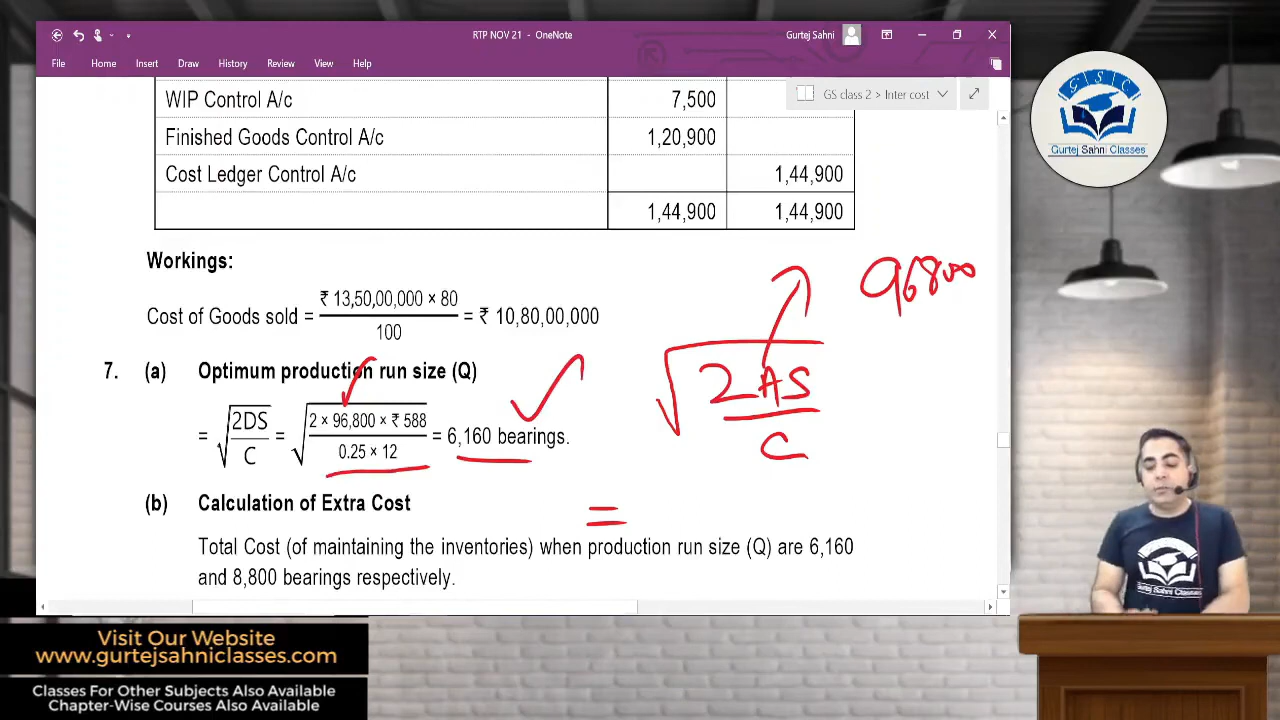 RTP NOV 21 - OneNote
Gurtej Sahni
File Home Insert Draw History Review View Help
GS class 2 > Inter cost
WIP Control A/c 7,500
Finished Goods Control A/c 1,20,900
Cost Ledger Control A/c 1,44,900
1,44,900 1,44,900
GSC
Gurtej Sahni Classes
Workings:
Cost of Goods sold = ₹ 13,50,00,000 × 80 / 100 = ₹ 10,80,00,000
96800
7. (a) Optimum production run size (Q)
= √2DS/C = √2 × 96,800 × ₹ 588 / 0.25 × 12 = 6,160 bearings.
√2AS/C
=
(b) Calculation of Extra Cost
Total Cost (of maintaining the inventories) when production run size (Q) are 6,160
and 8,800 bearings respectively.
Visit Our Website
www.gurtejsahniclasses.com
Classes For Other Subjects Also Available
Chapter-Wise Courses Also Available